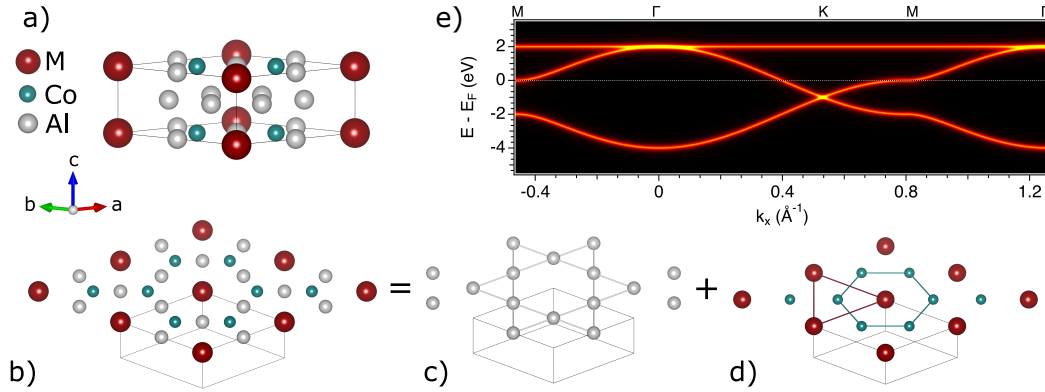 a)
M
Co
Al
c
b
a
b)
=
c)
+
d)
e)
M Γ K M Γ
E - E_F (eV)
2
0
-2
-4
-0.4 0 0.4 0.8 1.2
k_x (Å⁻¹)